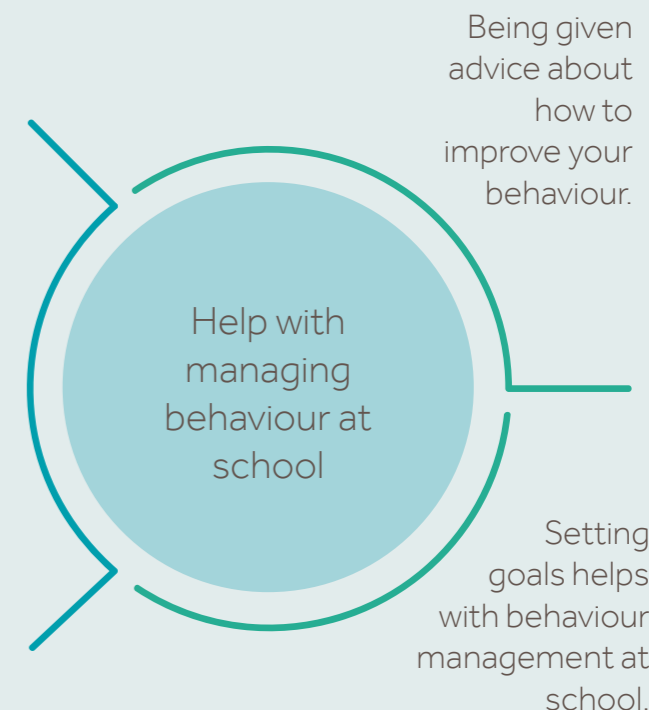 Being given
advice about
how to
improve your
behaviour.
Help with
managing
behaviour at
school
Setting
goals helps
with behaviour
management at
school.